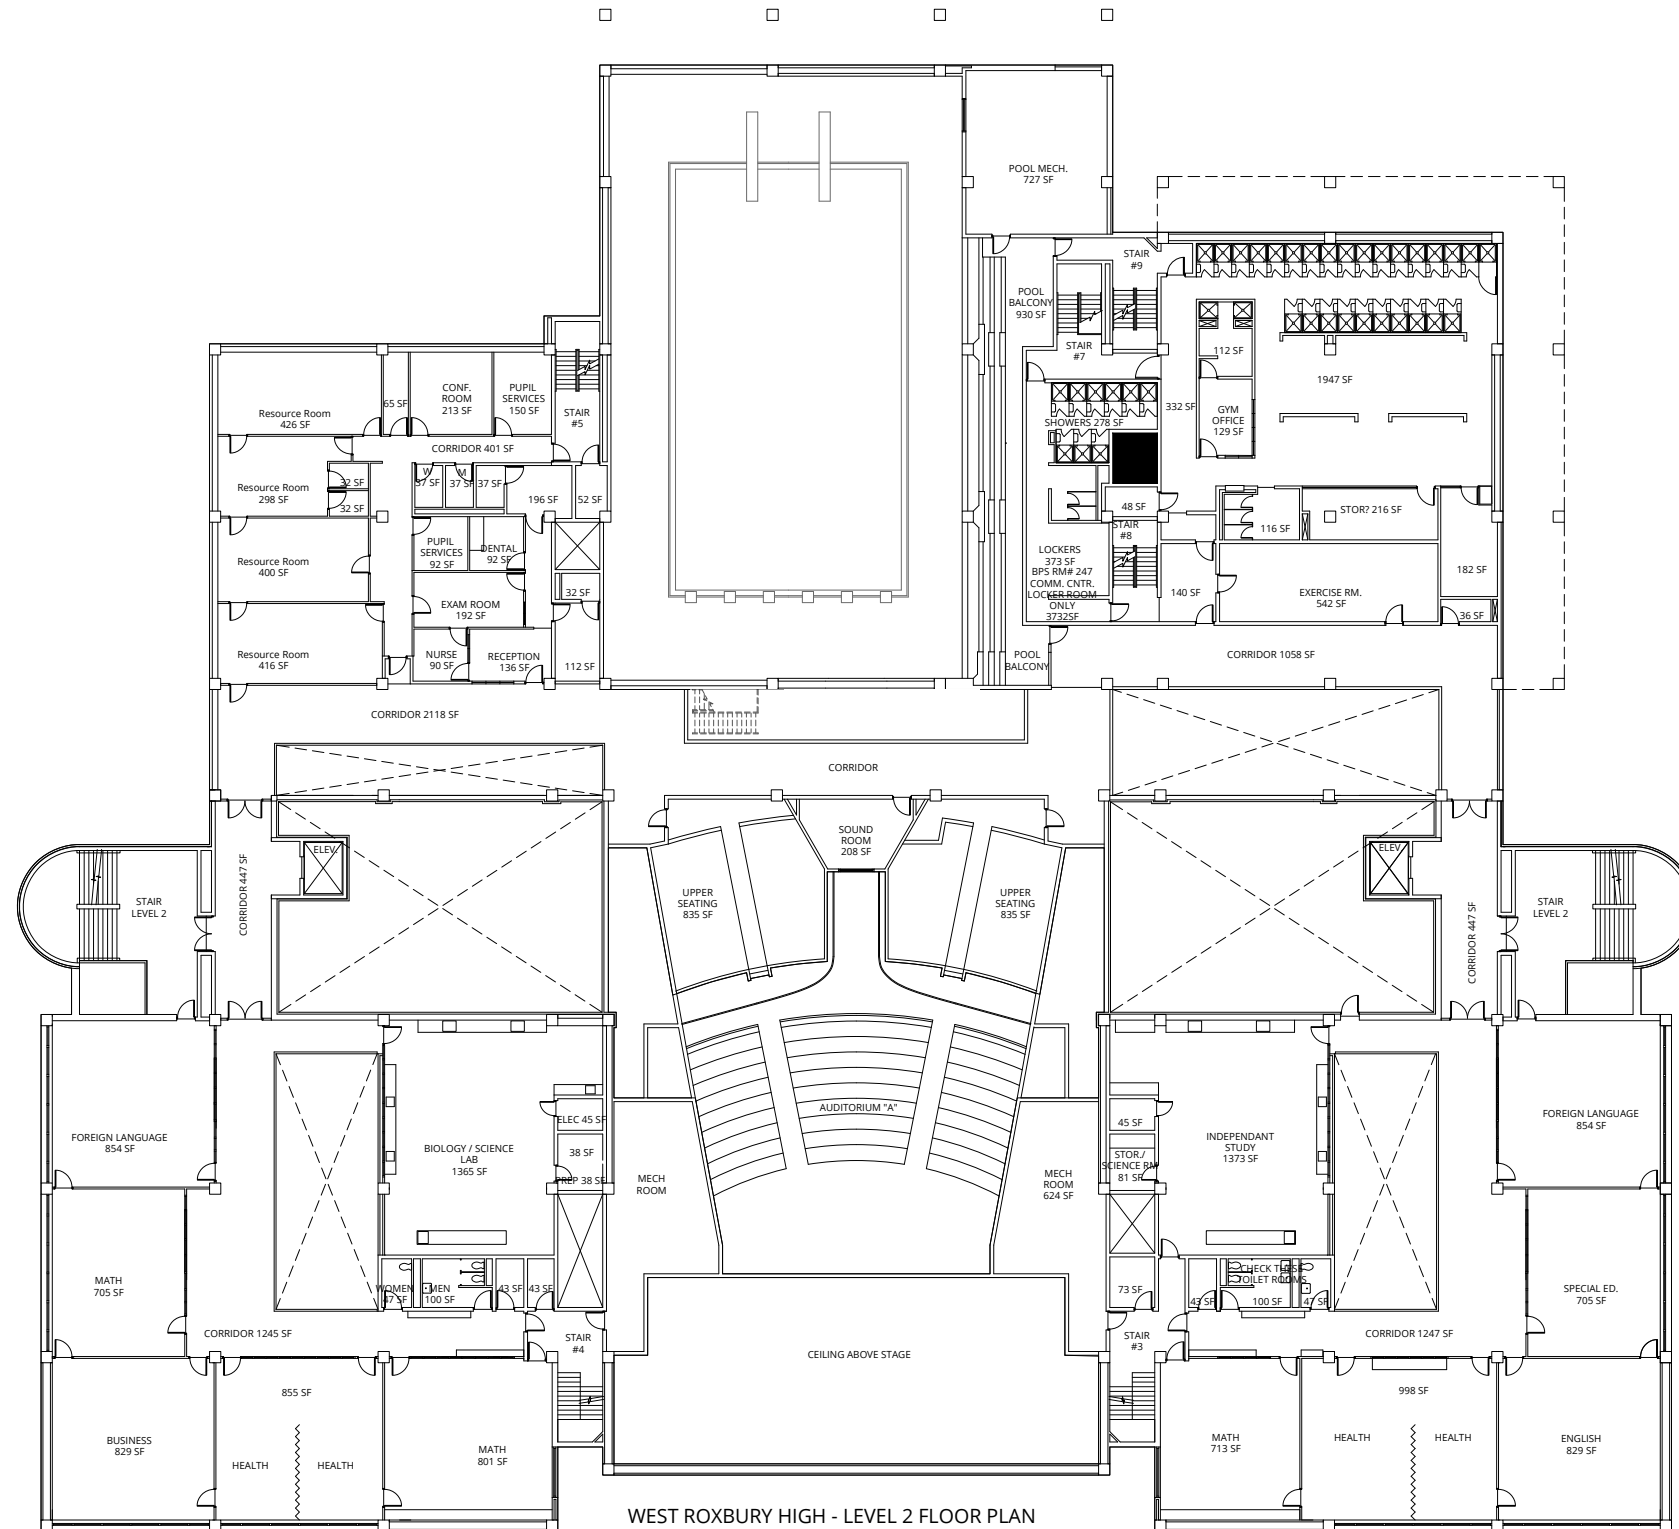 POOL MECH.
727 SF
STAIR
#9
POOL
BALCONY
930 SF
STAIR
#7
112 SF
1947 SF
332 SF
GYM
OFFICE
129 SF
SHOWERS 278 SF
48 SF
STAIR
#8
116 SF
STOR? 216 SF
182 SF
LOCKERS
373 SF
BPS RM# 247
COMM. CNTR.
LOCKER ROOM
ONLY
3732SF
140 SF
EXERCISE RM.
542 SF
36 SF
POOL
BALCONY
CORRIDOR 1058 SF
Resource Room
426 SF
65 SF
CONF.
ROOM
213 SF
PUPIL
SERVICES
150 SF
STAIR
#5
CORRIDOR 401 SF
Resource Room
298 SF
32 SF
32 SF
W
37 SF
M
37 SF
37 SF
196 SF
52 SF
Resource Room
400 SF
PUPIL
SERVICES
92 SF
DENTAL
92 SF
EXAM ROOM
192 SF
32 SF
Resource Room
416 SF
NURSE
90 SF
RECEPTION
136 SF
112 SF
CORRIDOR 2118 SF
CORRIDOR
SOUND
ROOM
208 SF
ELEV.
ELEV.
STAIR
LEVEL 2
CORRIDOR 447 SF
UPPER
SEATING
835 SF
UPPER
SEATING
835 SF
CORRIDOR 447 SF
STAIR
LEVEL 2
FOREIGN LANGUAGE
854 SF
BIOLOGY / SCIENCE
LAB
1365 SF
ELEC 45 SF
38 SF
PREP 38 SF
MECH
ROOM
AUDITORIUM "A"
MECH
ROOM
624 SF
45 SF
STOR./
SCIENCE RM
81 SF
INDEPENDANT
STUDY
1373 SF
FOREIGN LANGUAGE
854 SF
MATH
705 SF
WOMEN
47 SF
MEN
100 SF
43 SF
43 SF
73 SF
43 SF
CHECK THESE
TOILET ROOMS
100 SF
47 SF
SPECIAL ED.
705 SF
CORRIDOR 1245 SF
STAIR
#4
CEILING ABOVE STAGE
STAIR
#3
CORRIDOR 1247 SF
855 SF
998 SF
BUSINESS
829 SF
HEALTH
HEALTH
MATH
801 SF
MATH
713 SF
HEALTH
HEALTH
ENGLISH
829 SF
WEST ROXBURY HIGH - LEVEL 2 FLOOR PLAN